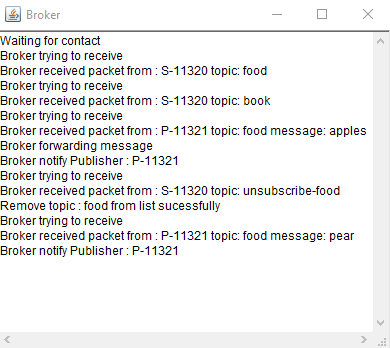 Broker
Waiting for contact
Broker trying to receive
Broker received packet from : S-11320 topic: food
Broker trying to receive
Broker received packet from : S-11320 topic: book
Broker trying to receive
Broker received packet from : P-11321 topic: food message: apples
Broker forwarding message
Broker notify Publisher : P-11321
Broker trying to receive
Broker received packet from : S-11320 topic: unsubscribe-food
Remove topic : food from list sucessfully
Broker trying to receive
Broker received packet from : P-11321 topic: food message: pear
Broker notify Publisher : P-11321